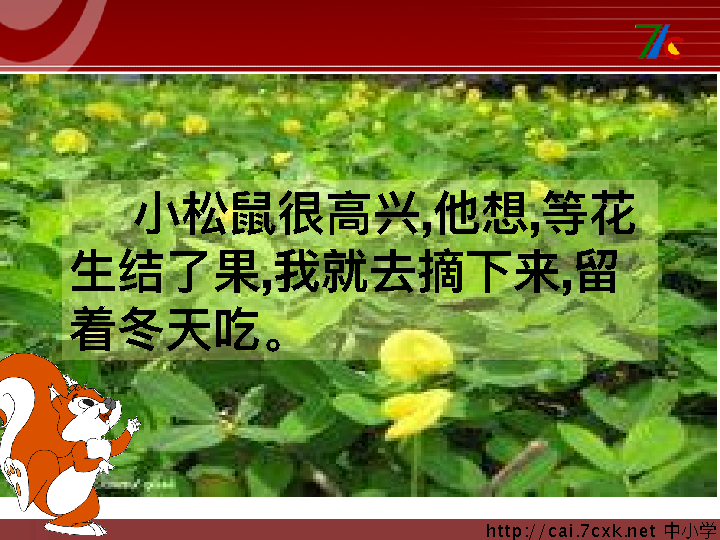 小松鼠很高兴,他想,等花
生结了果,我就去摘下来,留
着冬天吃。
http://cai.7cxk.net 中小学